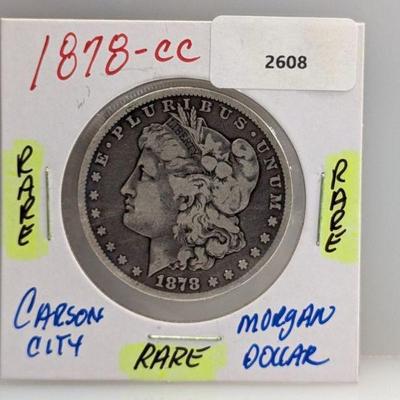 1878-CC
2608
E · PLURIBUS · UNUM
LIBERTY
1878
RARE
RARE
CARSON CITY
RARE
MORGAN DOLLAR